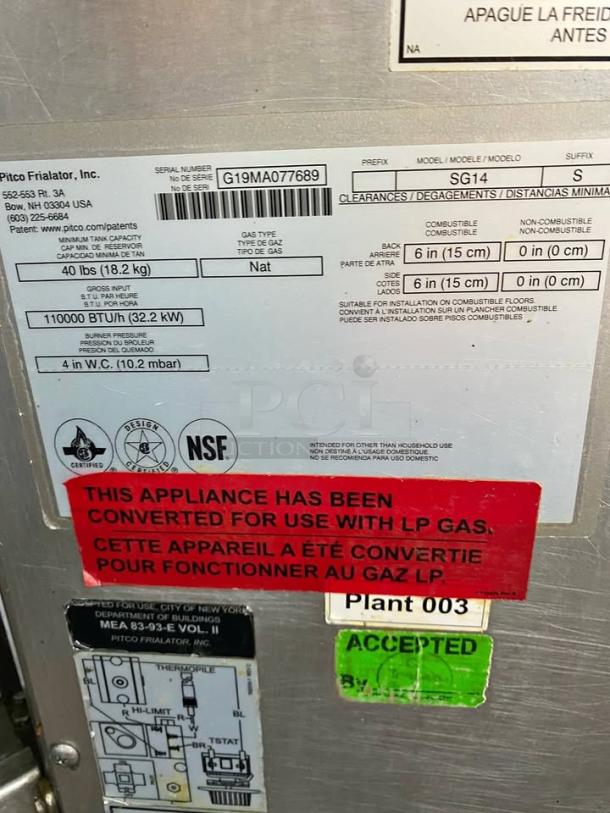 APAGUE LA FREID
ANTES
NA
Pitco Frialator, Inc.
552-553 Rt. 3A
Bow, NH 03304 USA
(603) 225-6684
Patent: www.pitco.com/patents
SERIAL NUMBER
No DE SÉRIE
No DE SERI
G19MA077689
PREFIX
MODEL / MODELE / MODELO
SUFFIX
SG14
S
CLEARANCES / DEGAGEMENTS / DISTANCIAS MINIMA
MINIMUM TANK CAPACITY
CAP MIN. DE RESERVOIR
CAPACIDAD MINIMA DE TAN
40 lbs (18.2 kg)
GAS TYPE
TYPE DE GAZ
TIPO DE GAS
Nat
COMBUSTIBLE
COMBUSTIBLE
NON-COMBUSTIBLE
NON-COMBUSTIBLE
BACK
ARRIERE
PARTE DE ATRA
6 in (15 cm)
0 in (0 cm)
SIDE
COTES
LADOS
6 in (15 cm)
0 in (0 cm)
GROSS INPUT
B.T.U. PAR HEURE
B.T.U. POR HORA
110000 BTU/h (32.2 kW)
SUITABLE FOR INSTALLATION ON COMBUSTIBLE FLOORS.
CONVIENT À L'INSTALLATION SUR UN PLANCHER COMBUSTIBLE
PUEDE SER INSTALADO SOBRE PISOS COMBUSTIBLES
BURNER PRESSURE
PRESSION DU BROLEUR
PRESION DEL QUEMADO
4 in W.C. (10.2 mbar)
PCi
CERTIFIED
DESIGN
CERTIFIED
NSF
INTENDED FOR OTHER THAN HOUSEHOLD USE
NON DESTINÉ À L'USAGE DOMESTIQUE.
NO SE RECOMIENDA PARA USO DOMESTIC
THIS APPLIANCE HAS BEEN
CONVERTED FOR USE WITH LP GAS.
CETTE APPAREIL A ÉTÉ CONVERTIE
POUR FONCTIONNER AU GAZ LP
FOR USE, CITY OF NEW YORK
DEPARTMENT OF BUILDINGS
MEA 83-93-E VOL. II
PITCO FRIALATOR, INC.
Plant 003
ACCEPTED
By
THERMOPILE
BL
R
HI-LIMIT
R
W
BL
BR
TSTAT